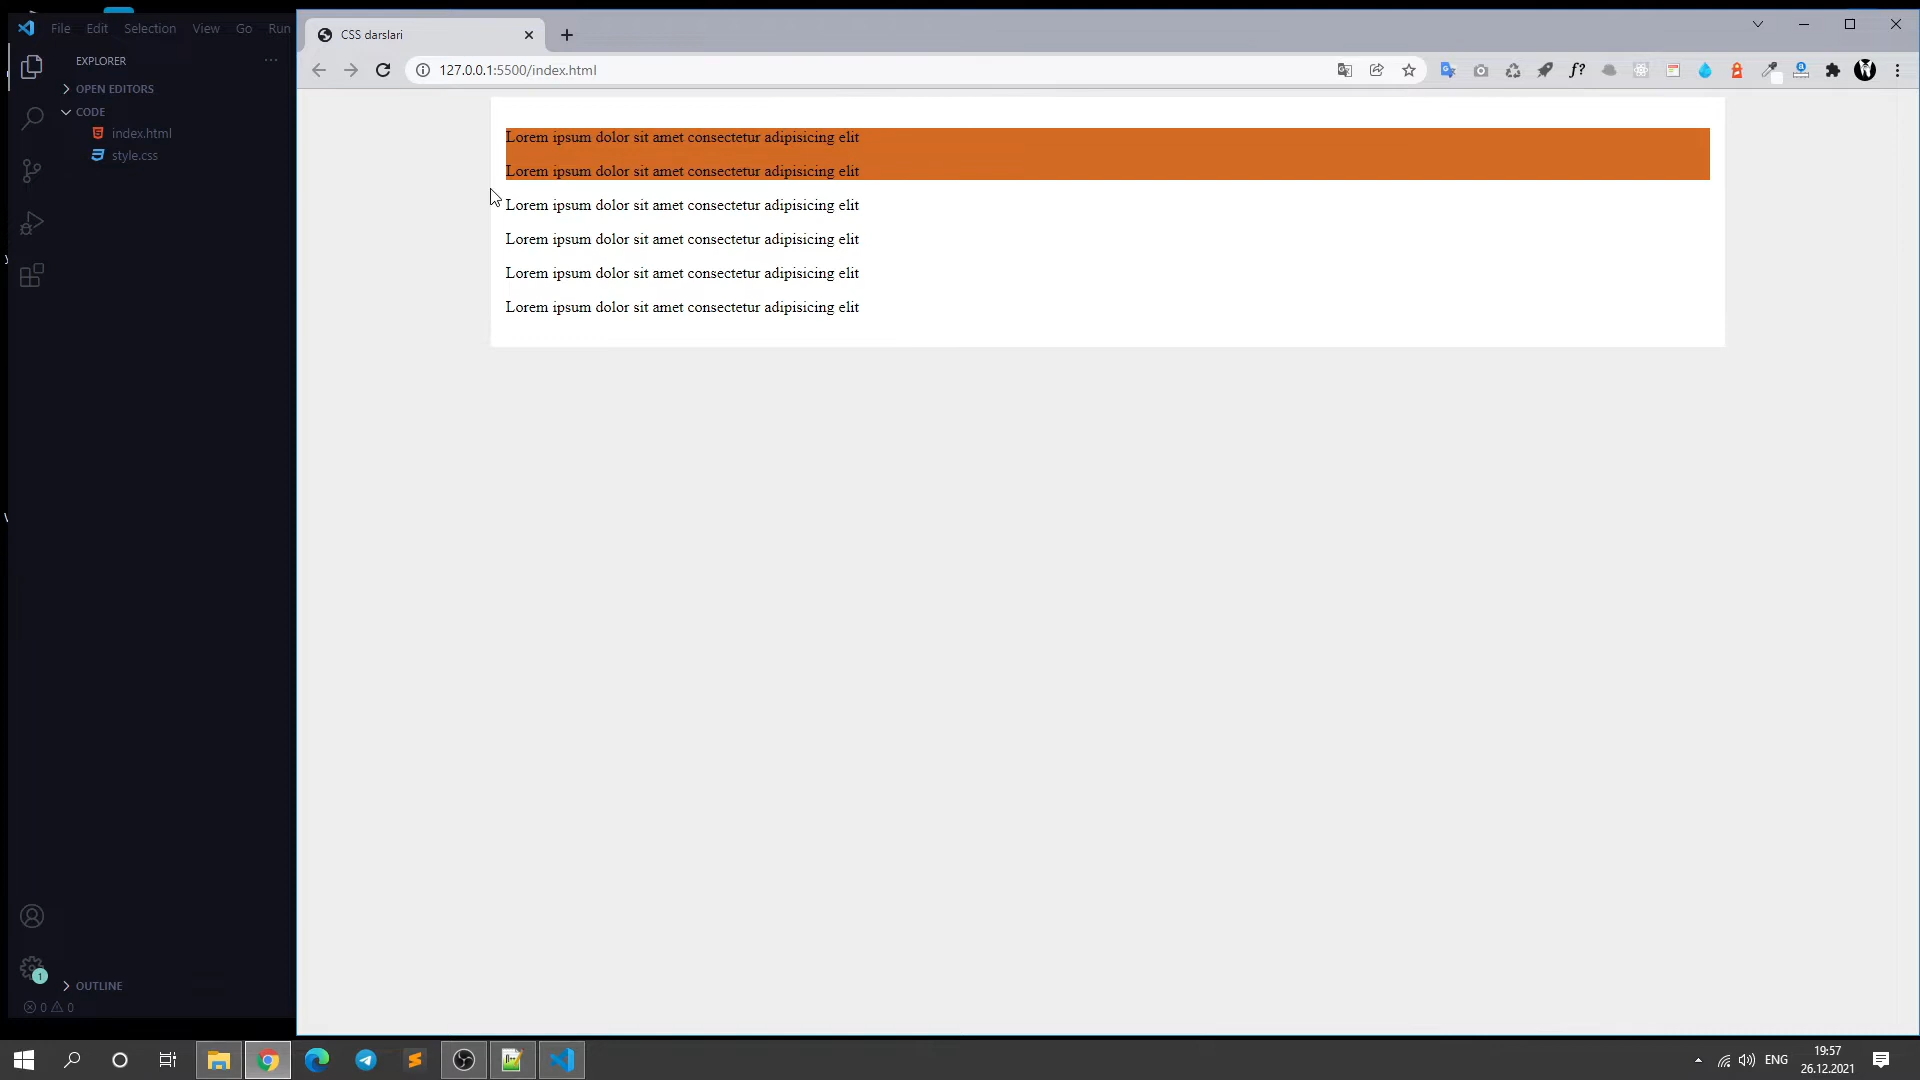 File Edit Selection View Go Run
EXPLORER
OPEN EDITORS
CODE
index.html
style.css
OUTLINE
0 0
1
CSS darslari
127.0.0.1:5500/index.html
f?
Lorem ipsum dolor sit amet consectetur adipisicing elit
Lorem ipsum dolor sit amet consectetur adipisicing elit
Lorem ipsum dolor sit amet consectetur adipisicing elit
Lorem ipsum dolor sit amet consectetur adipisicing elit
Lorem ipsum dolor sit amet consectetur adipisicing elit
Lorem ipsum dolor sit amet consectetur adipisicing elit
ENG
19:57
26.12.2021